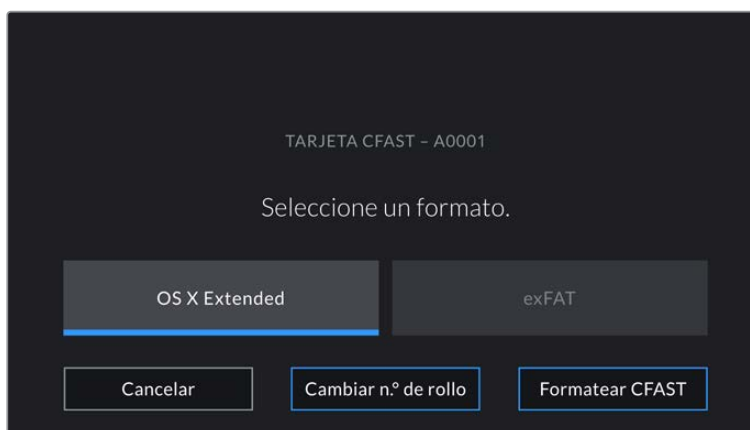 TARJETA CFAST – A0001
Seleccione un formato.
OS X Extended
exFAT
Cancelar
Cambiar n.º de rollo
Formatear CFAST